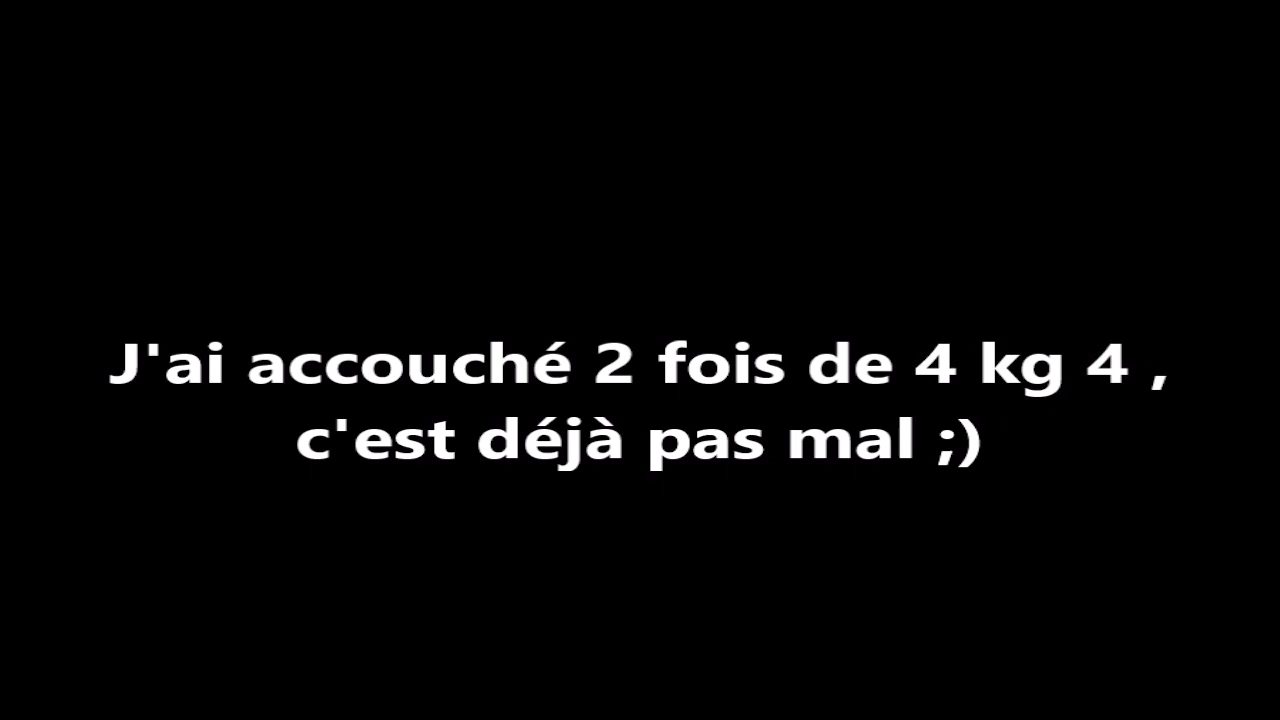 J'ai accouché 2 fois de 4 kg 4 ,
c'est déjà pas mal ;)